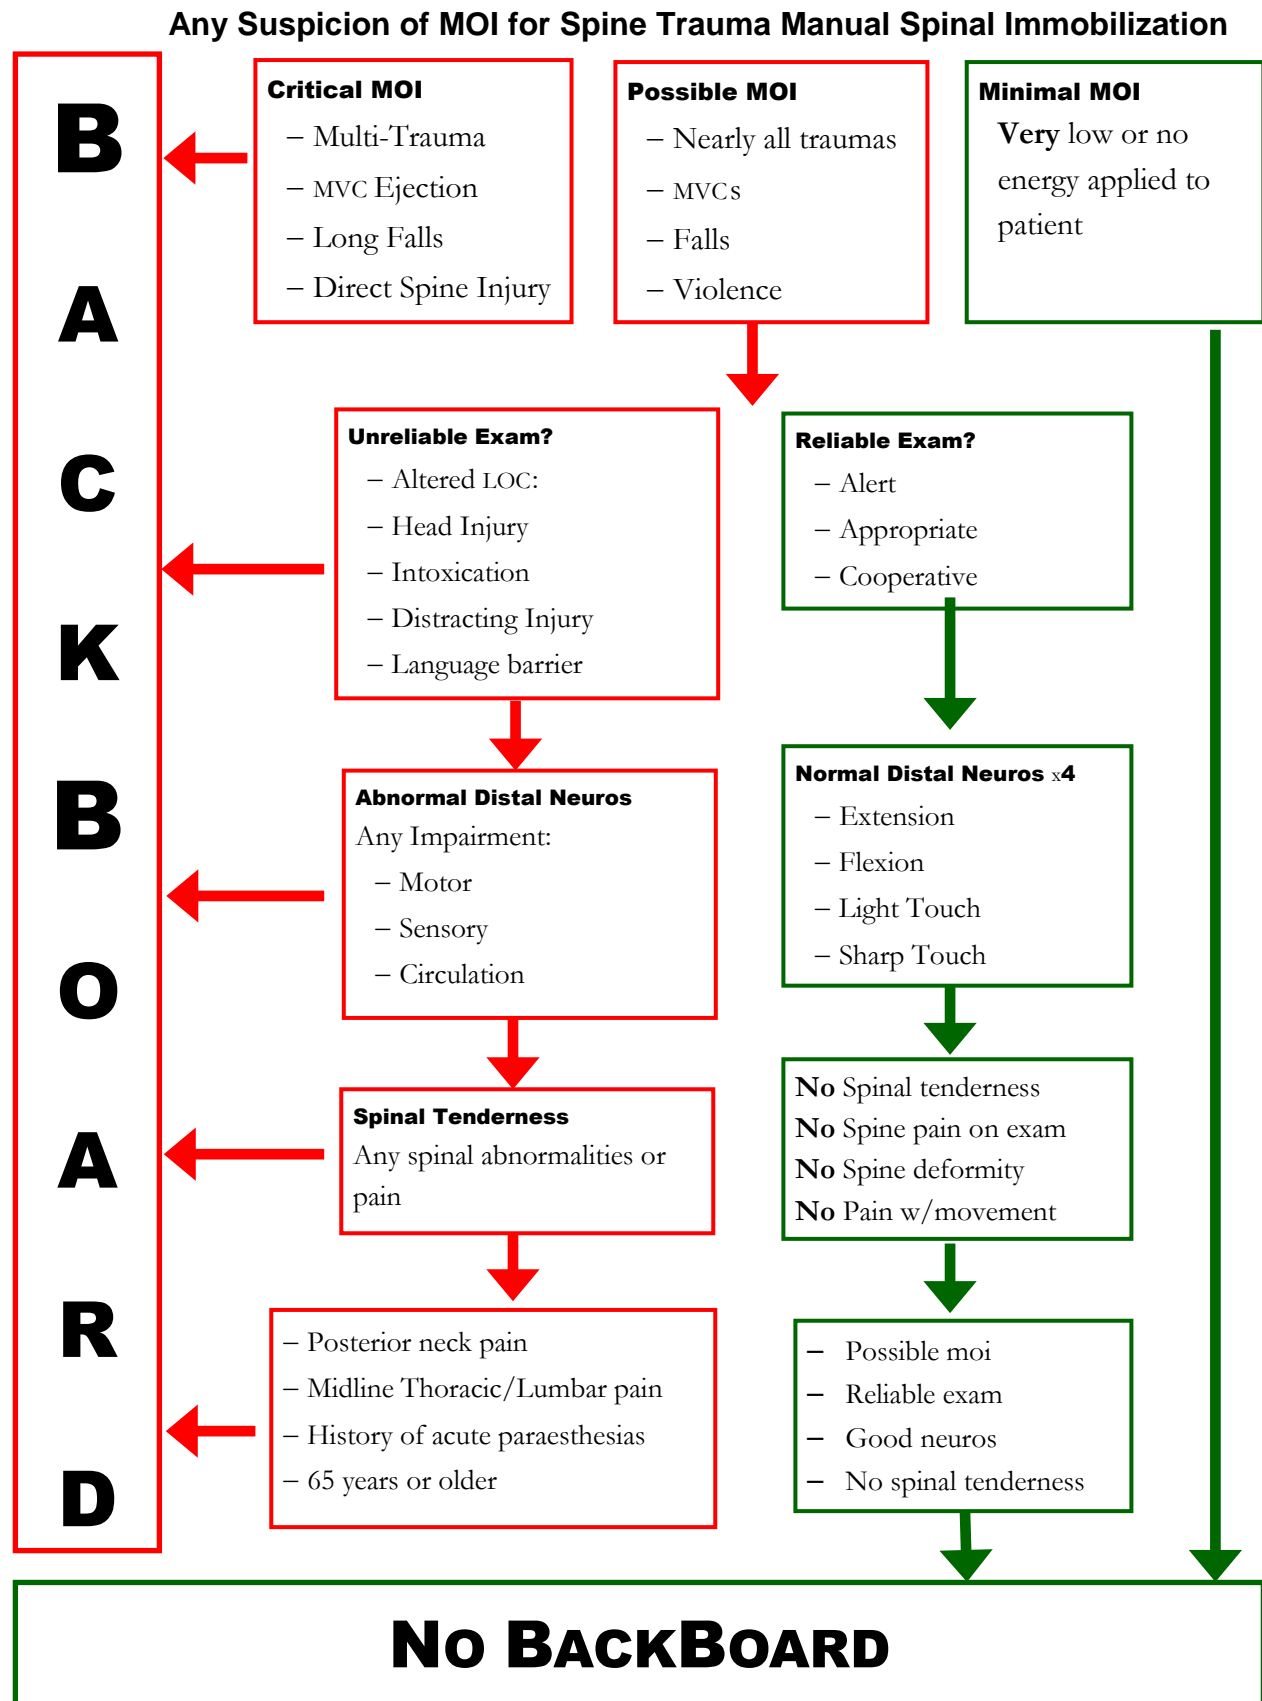 Any Suspicion of MOI for Spine Trauma Manual Spinal Immobilization
B
A
C
K
B
O
A
R
D
Critical MOI
– Multi-Trauma
– MVC Ejection
– Long Falls
– Direct Spine Injury
Possible MOI
– Nearly all traumas
– MVCs
– Falls
– Violence
Minimal MOI
Very low or no
energy applied to
patient
Unreliable Exam?
– Altered LOC:
– Head Injury
– Intoxication
– Distracting Injury
– Language barrier
Reliable Exam?
– Alert
– Appropriate
– Cooperative
Abnormal Distal Neuros
Any Impairment:
– Motor
– Sensory
– Circulation
Normal Distal Neuros x4
– Extension
– Flexion
– Light Touch
– Sharp Touch
Spinal Tenderness
Any spinal abnormalities or
pain
No Spinal tenderness
No Spine pain on exam
No Spine deformity
No Pain w/movement
– Posterior neck pain
– Midline Thoracic/Lumbar pain
– History of acute paraesthesias
– 65 years or older
– Possible moi
– Reliable exam
– Good neuros
– No spinal tenderness
NO BACKBOARD